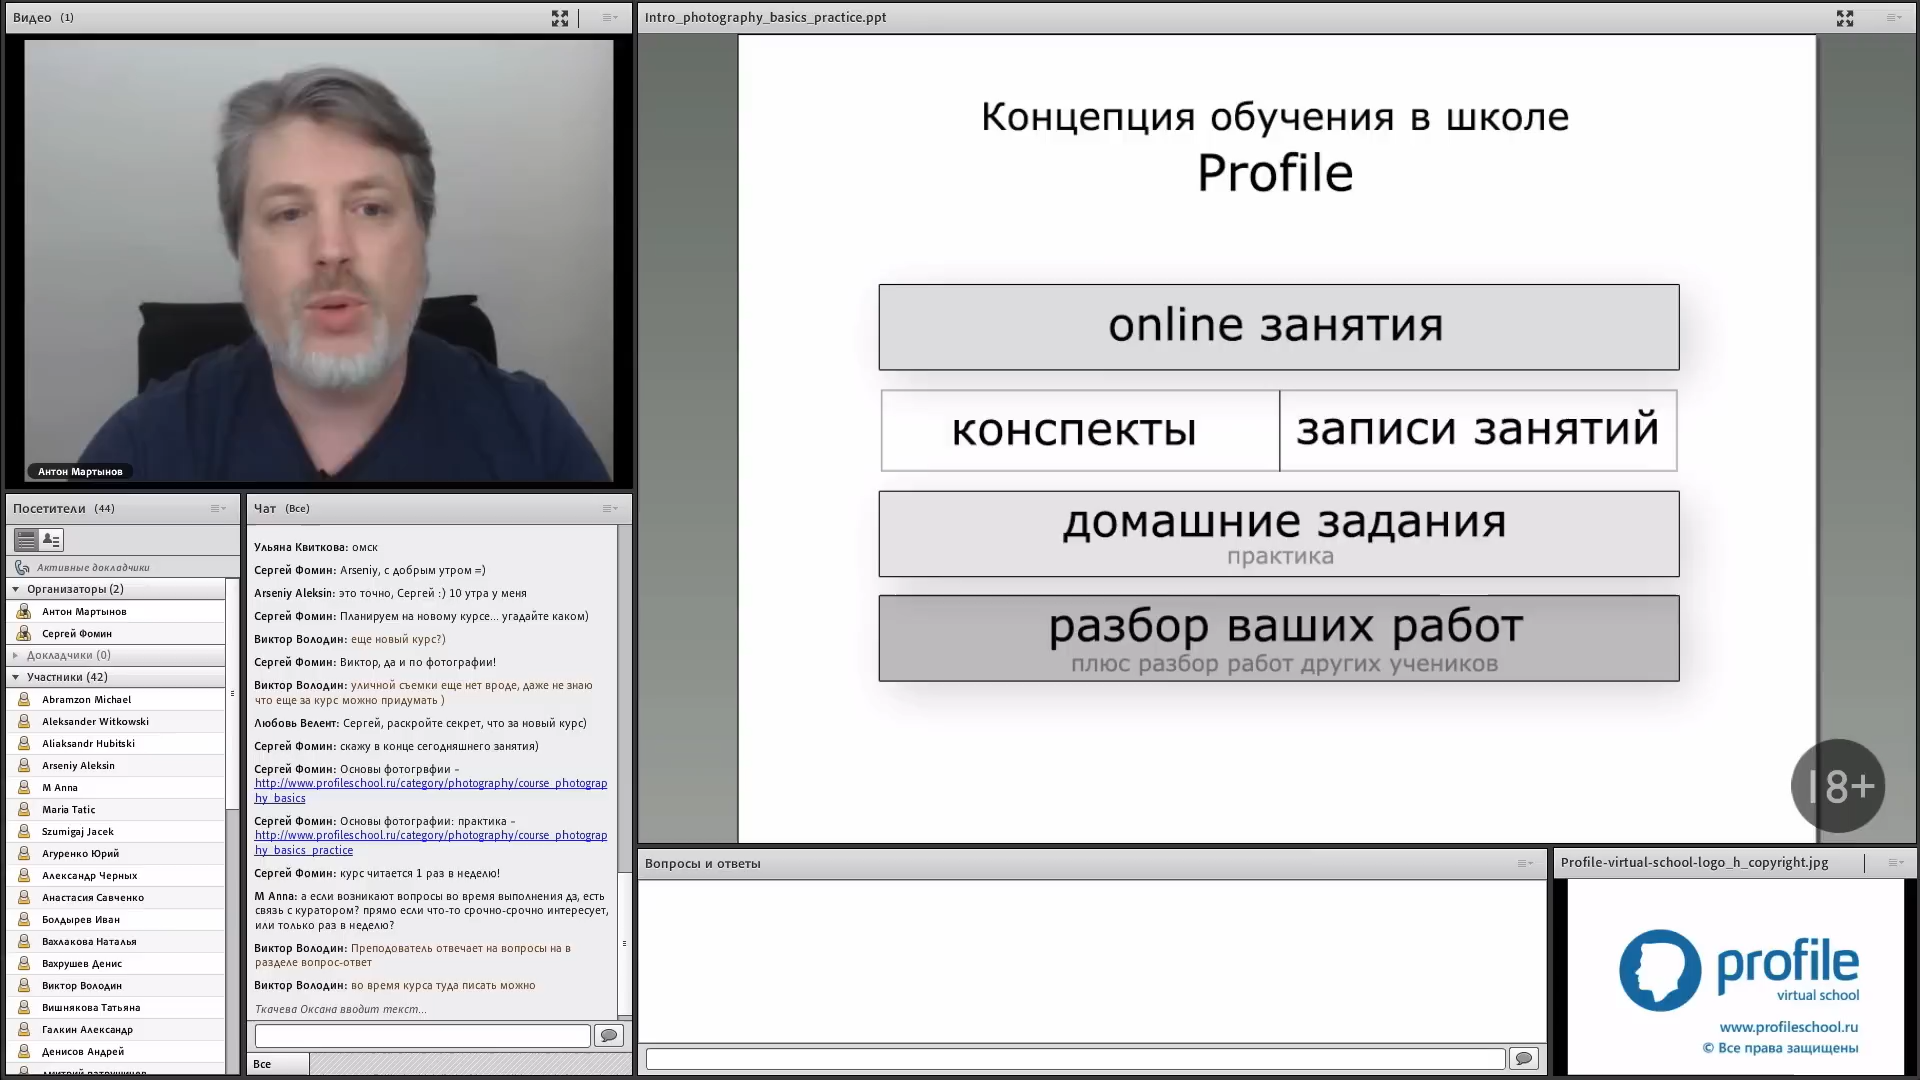 Видео (1)
Антон Мартынов
Посетители (44)
Активные докладчики
Организаторы (2)
Антон Мартынов
Сергей Фомин
Докладчики (0)
Участники (42)
Abramzon Michael
Aleksander Witkowski
Aliaksandr Hubitski
Arseniy Aleksin
M Anna
Maria Tatic
Szumigaj Jacek
Агуренко Юрий
Александр Черных
Анастасия Савченко
Болдырев Иван
Вахлакова Наталья
Вахрушев Денис
Виктор Володин
Вишнякова Татьяна
Галкин Александр
Денисов Андрей
Чат (Все)
Ульяна Квиткова: омск
Сергей Фомин: Arseniy, с добрым утром =)
Arseniy Aleksin: это точно, Сергей :) 10 утра у меня
Сергей Фомин: Планируем на новому курсе... угадайте каком)
Виктор Володин: еще новый курс?)
Сергей Фомин: Виктор, да и по фотографии!
Виктор Володин: уличной съемки еще нет вроде, даже не знаю
что еще за курс можно придумать )
Любовь Велент: Сергей, раскройте секрет, что за новый курс)
Сергей Фомин: скажу в конце сегодняшнего занятия)
Сергей Фомин: Основы фотогрвфии -
http://www.profileschool.ru/category/photography/course_photograp
hy_basics
Сергей Фомин: Основы фотографии: практика -
http://www.profileschool.ru/category/photography/course_photograp
hy_basics_practice
Сергей Фомин: курс читается 1 раз в неделю!
M Anna: а если возникают вопросы во время выполнения дз, есть
связь с куратором? прямо если что-то срочно-срочно интересует,
или только раз в неделю?
Виктор Володин: Преподователь отвечает на вопросы на в
разделе вопрос-ответ
Виктор Володин: во время курса туда писать можно
Ткачева Оксана вводит текст...
Все
Intro_photography_basics_practice.ppt
Концепция обучения в школе
Profile
online занятия
конспекты
записи занятий
домашние задания
практика
разбор ваших работ
плюс разбор работ других учеников
18+
Вопросы и ответы
Profile-virtual-school-logo_h_copyright.jpg
profile
virtual school
www.profileschool.ru
© Все права защищены